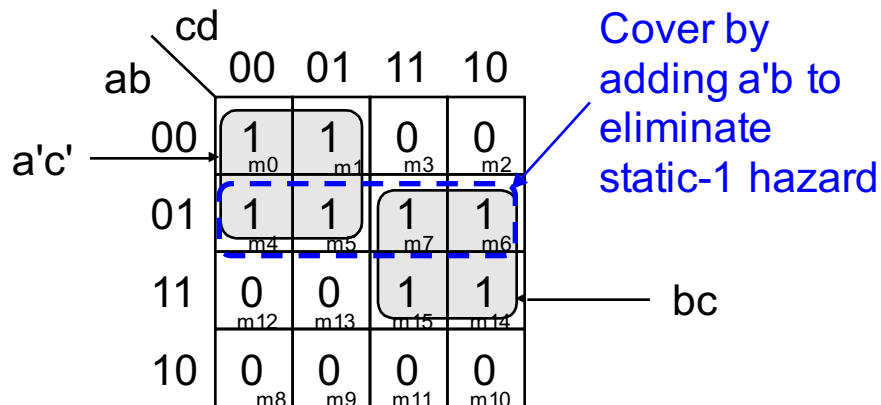 cd
ab
00 01 11 10
Cover by
adding a'b to
eliminate
static-1 hazard
a'c'
00 1 m0 1 m1 0 m3 0 m2
01 1 m4 1 m5 1 m7 1 m6
11 0 m12 0 m13 1 m15 1 m14
bc
10 0 m8 0 m9 0 m11 0 m10